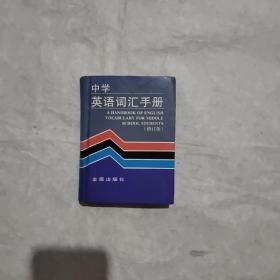 中学
英语词汇手册
A HANDBOOK OF ENGLISH
VOCABULARY FOR MIDDLE
SCHOOL STUDENTS
(修订版)
金盾出版社